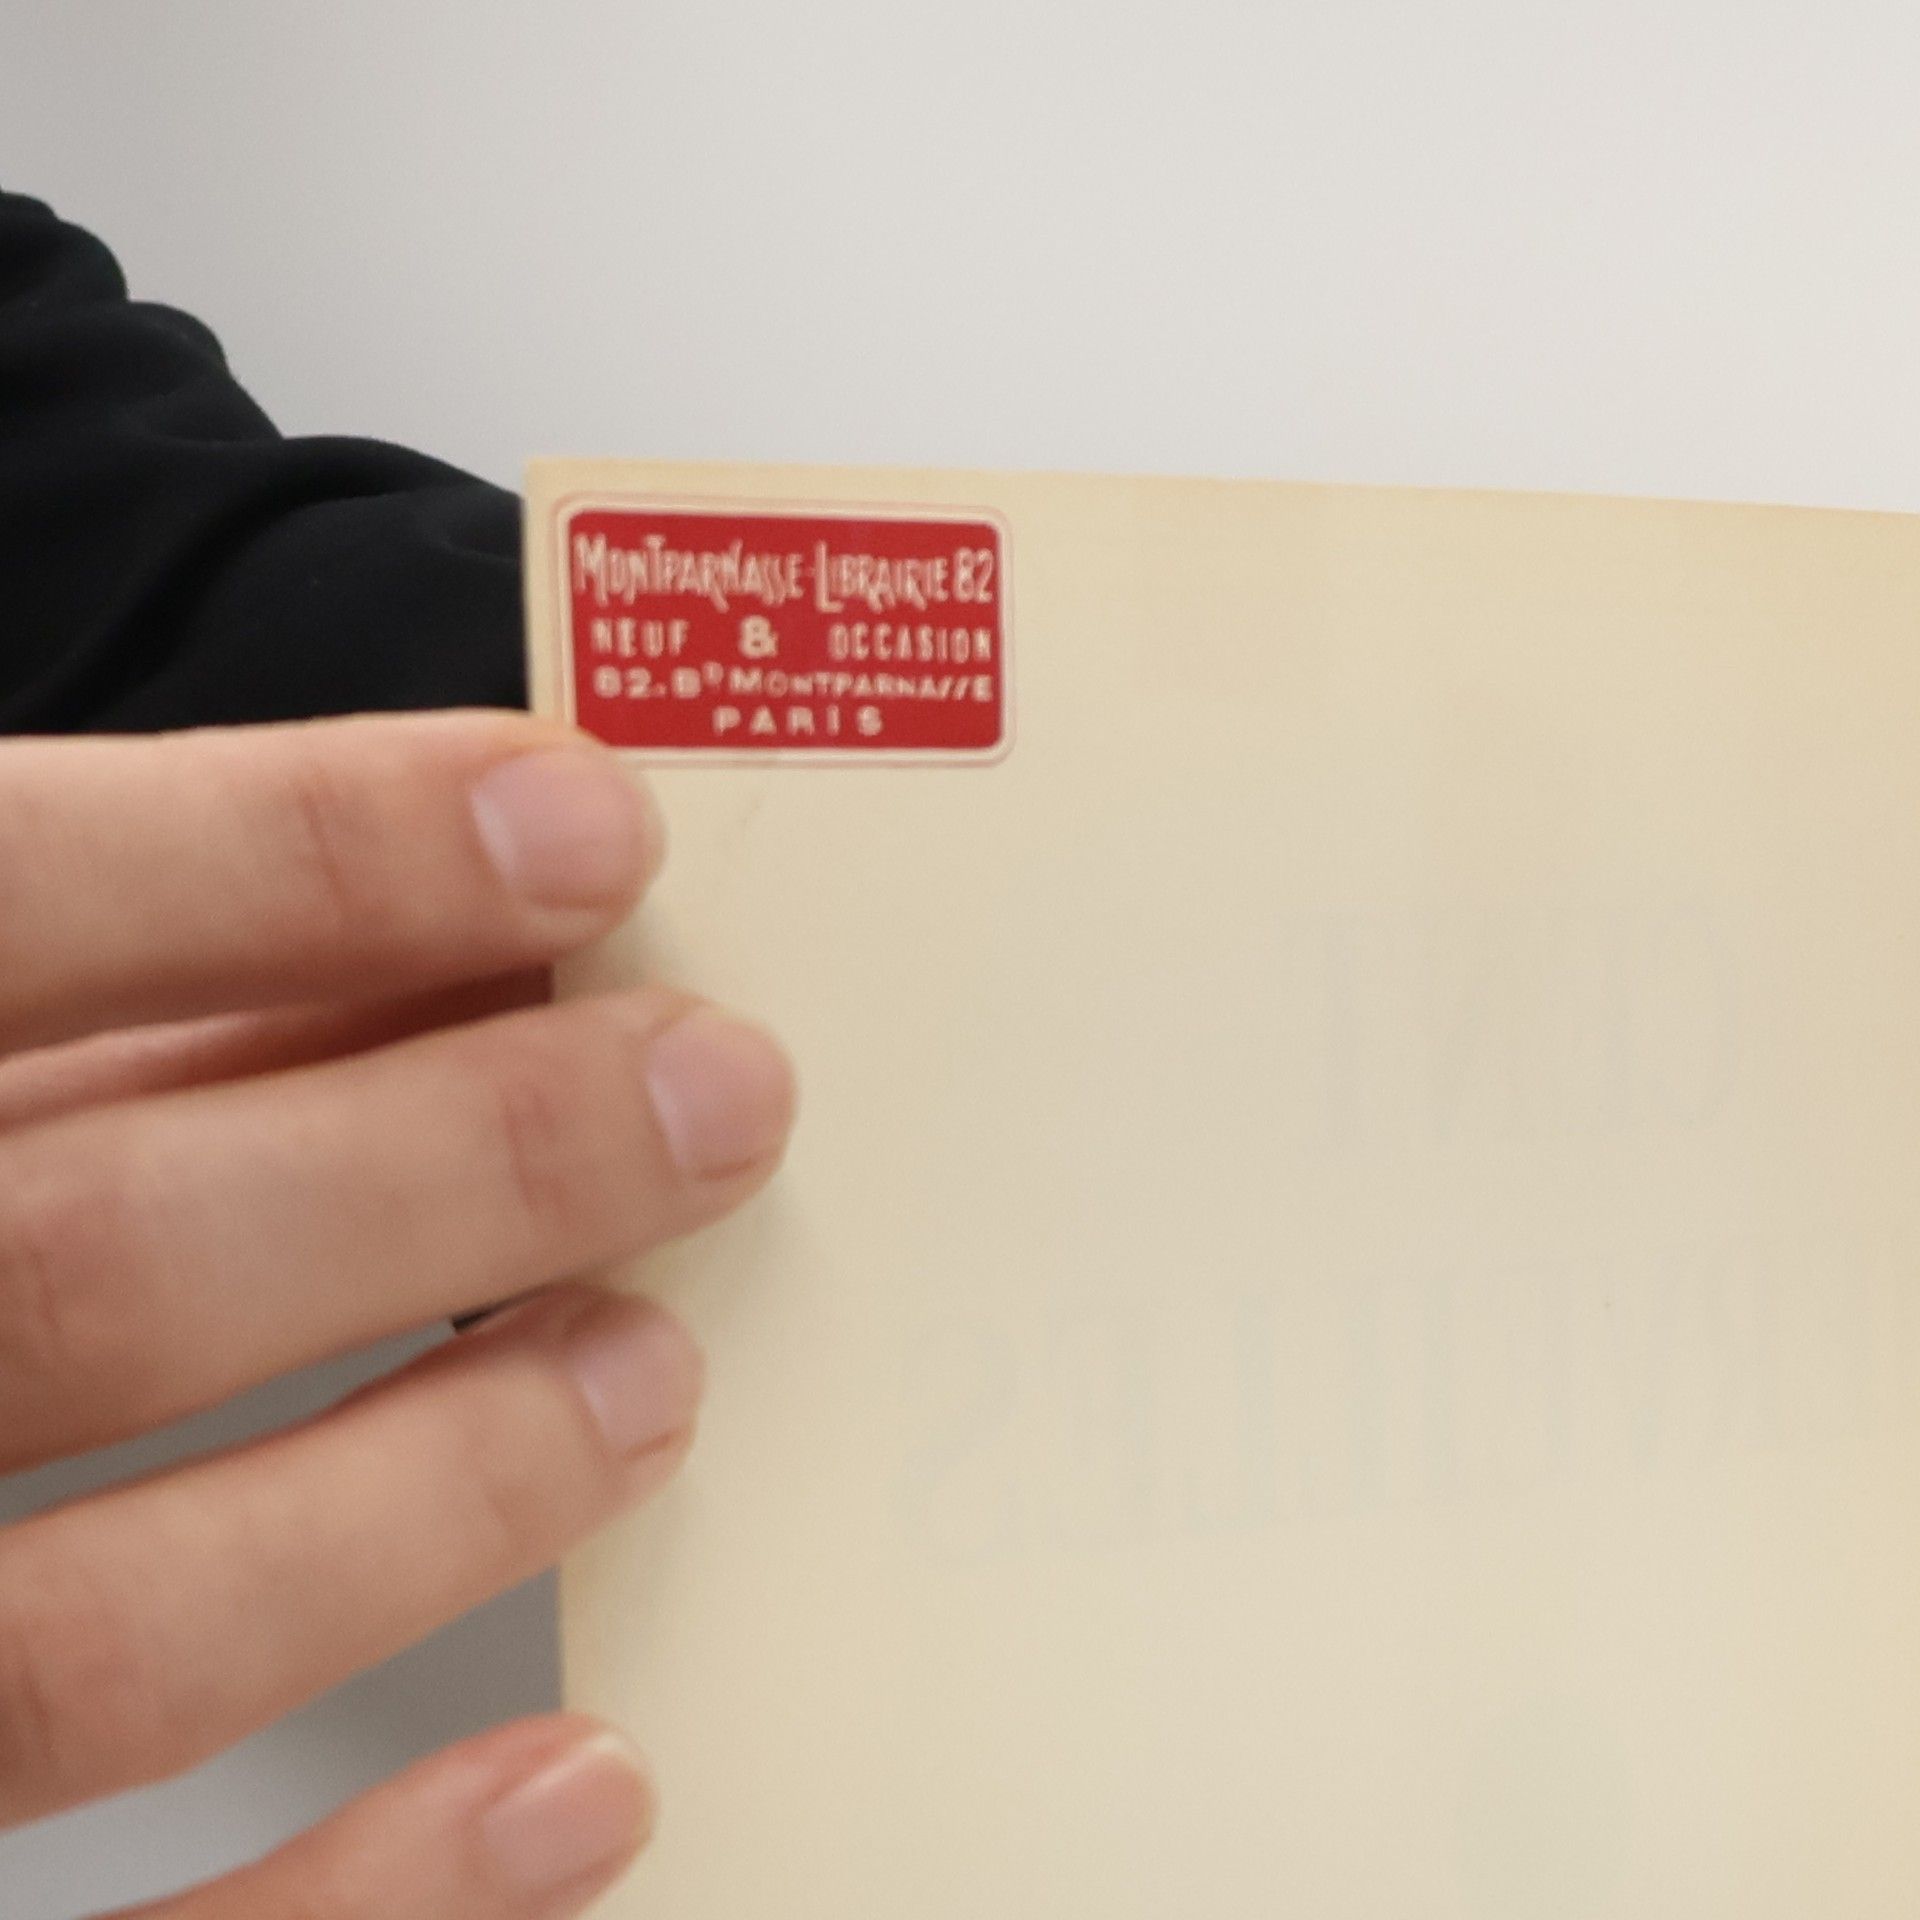 MONTPARNASSE-LIBRAIRIE 82
NEUF & OCCASION
82.BD MONTPARNASSE
PARIS